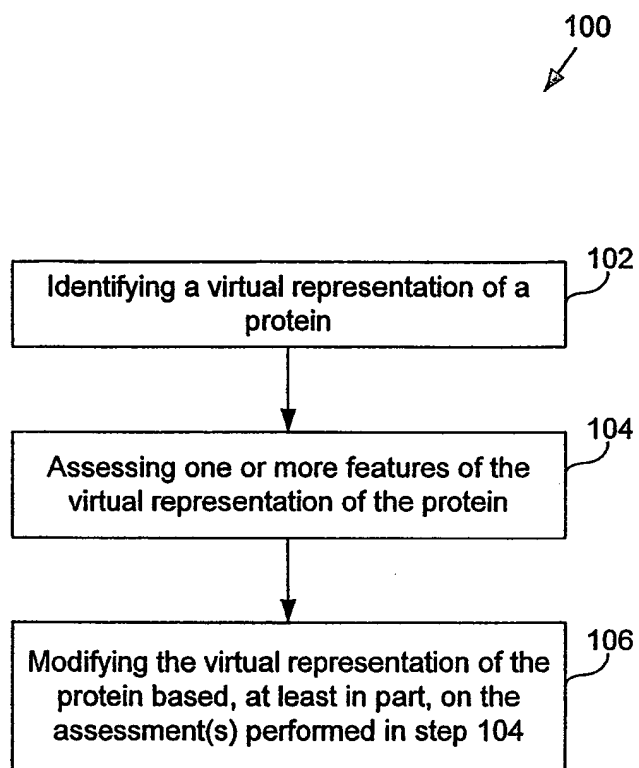 100
102
Identifying a virtual representation of a
protein
104
Assessing one or more features of the
virtual representation of the protein
106
Modifying the virtual representation of the
protein based, at least in part, on the
assessment(s) performed in step 104